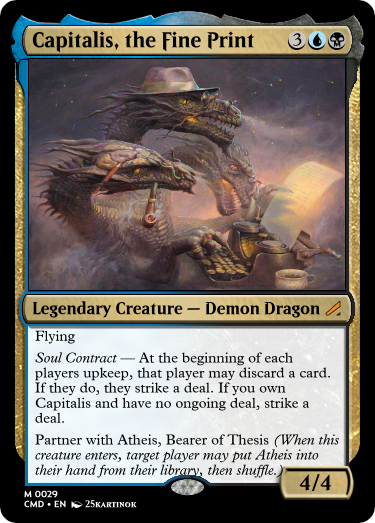 Capitalis, the Fine Print 3
Legendary Creature — Demon Dragon
Flying
Soul Contract — At the beginning of each
players upkeep, that player may discard a card.
If they do, they strike a deal. If you own
Capitalis and have no ongoing deal, strike a
deal.
Partner with Atheis, Bearer of Thesis (When this
creature enters, target player may put Atheis into
their hand from their library, then shuffle.)
4/4
M 0029
CMD • EN 25KARTINOK